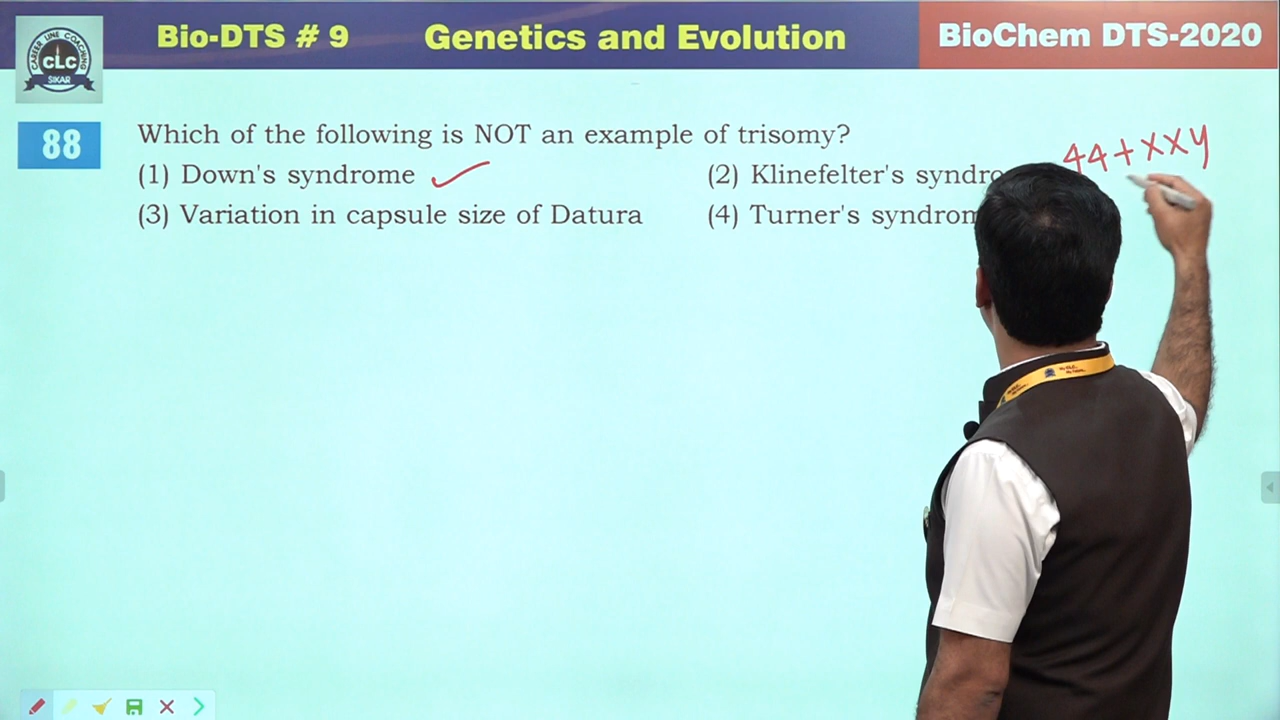 Bio-DTS # 9
Genetics and Evolution
BioChem DTS-2020
CAREER LINE COACHING
CLC
SIKAR
88
Which of the following is NOT an example of trisomy?
44+XXY
(1) Down's syndrome
(2) Klinefelter's syndro
(3) Variation in capsule size of Datura
(4) Turner's syndrom